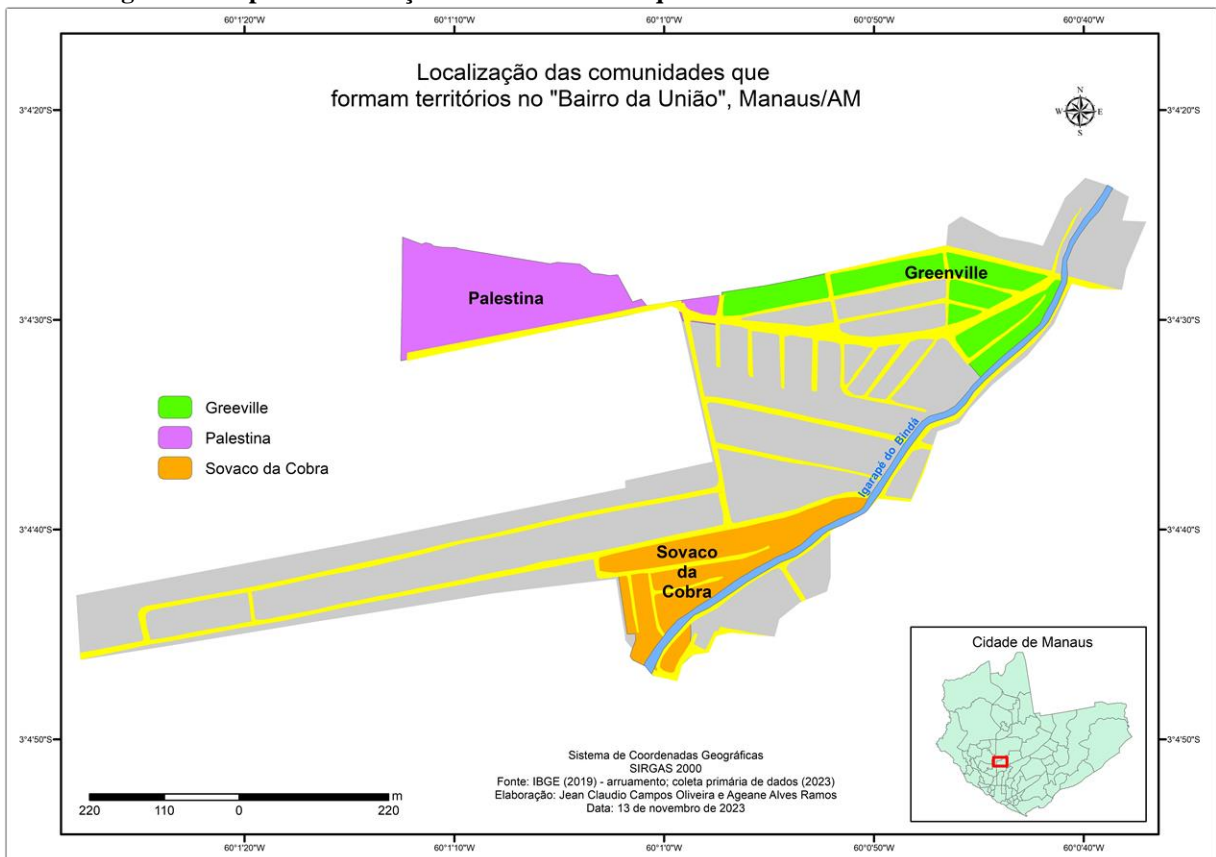 60°1'20"W 60°1'10"W 60°1'0"W 60°0'50"W 60°0'40"W
Localização das comunidades que
formam territórios no "Bairro da União", Manaus/AM
N
W E
S
3°4'20"S 3°4'20"S
Greenville
Palestina
3°4'30"S 3°4'30"S
Greeville
Palestina
Sovaco da Cobra
Igarapé do Bindá
3°4'40"S 3°4'40"S
Sovaco
da
Cobra
Cidade de Manaus
3°4'50"S 3°4'50"S
Sistema de Coordenadas Geográficas
SIRGAS 2000
Fonte: IBGE (2019) - arruamento; coleta primária de dados (2023)
Elaboração: Jean Claudio Campos Oliveira e Ageane Alves Ramos
Data: 13 de novembro de 2023
220 110 0 220 m
60°1'20"W 60°1'10"W 60°1'0"W 60°0'50"W 60°0'40"W